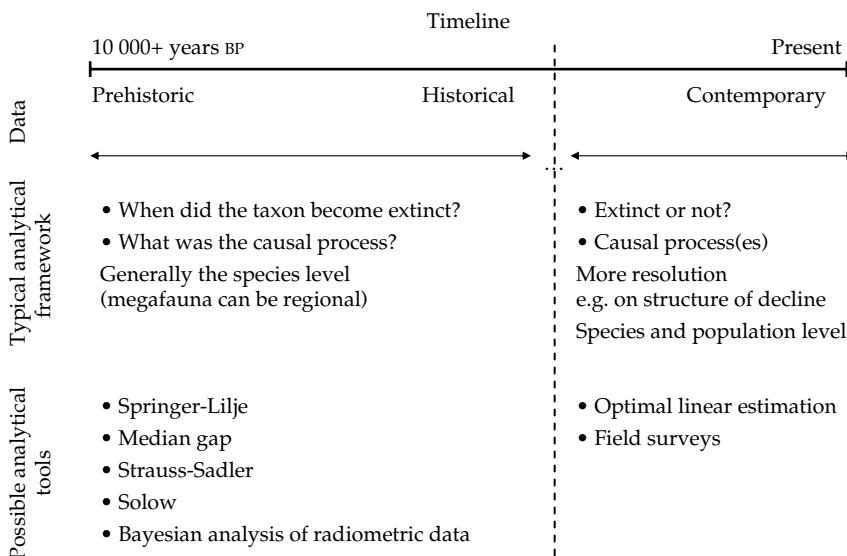 Timeline
10 000+ years BP
Present
Prehistoric
Historical
Contemporary
Data
...
Typical analytical
framework
• When did the taxon become extinct?
• What was the causal process?
Generally the species level
(megafauna can be regional)
• Extinct or not?
• Causal process(es)
More resolution
e.g. on structure of decline
Species and population level
Possible analytical
tools
• Springer-Lilje
• Median gap
• Strauss-Sadler
• Solow
• Bayesian analysis of radiometric data
• Optimal linear estimation
• Field surveys